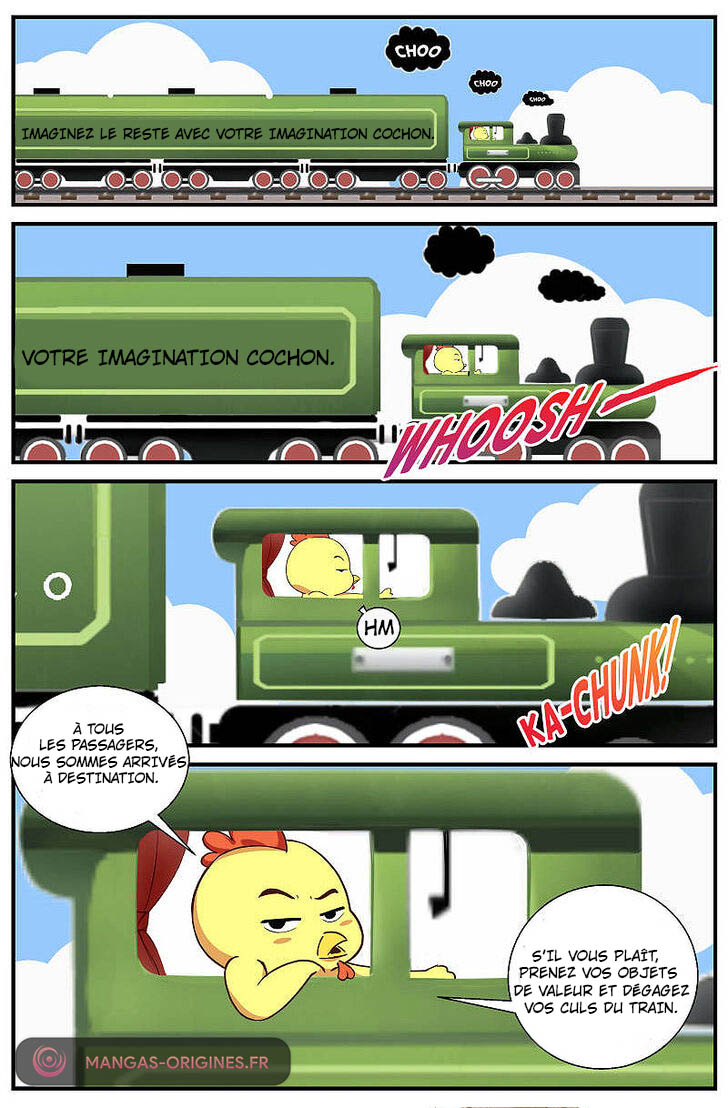 CHOO
CHOO
CHOO
IMAGINEZ LE RESTE AVEC VOTRE IMAGINATION COCHON.
VOTRE IMAGINATION COCHON.
WHOOSH
HM
KA-CHUNK!
À TOUS
LES PASSAGERS,
NOUS SOMMES ARRIVÉS
À DESTINATION.
S'IL VOUS PLAÎT,
PRENEZ VOS OBJETS
DE VALEUR ET DÉGAGEZ
VOS CULS DU TRAIN.
MANGAS-ORIGINES.FR